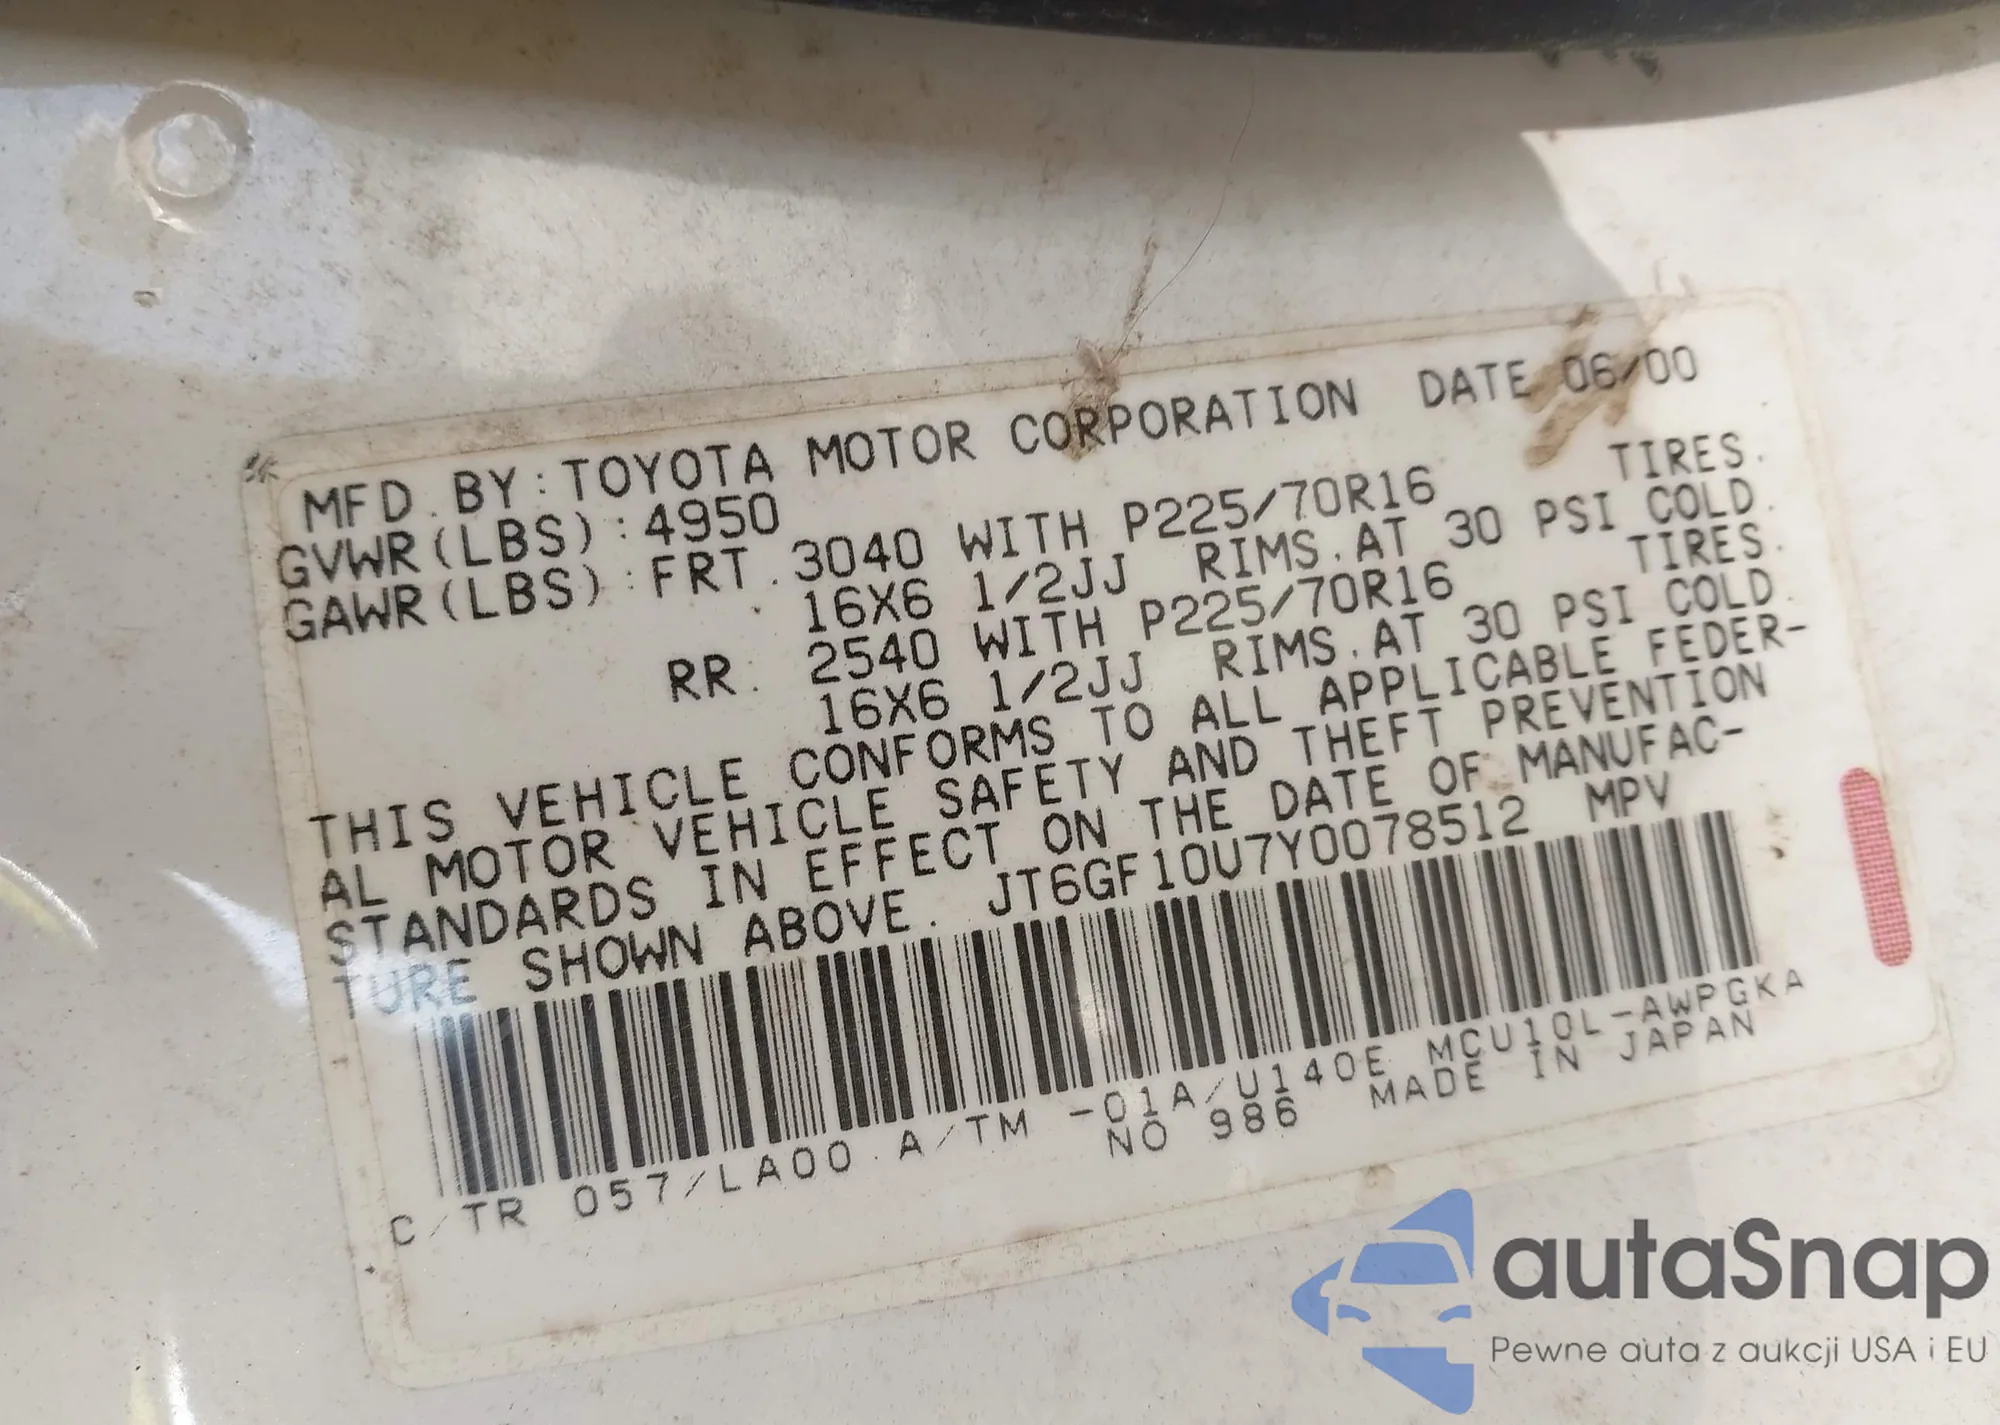 MFD. BY: TOYOTA MOTOR CORPORATION DATE 06/00
GVWR(LBS): 4950
GAWR(LBS): FRT. 3040 WITH P225/70R16 TIRES.
16X6 1/2JJ RIMS. AT 30 PSI COLD.
RR. 2540 WITH P225/70R16 TIRES.
16X6 1/2JJ RIMS. AT 30 PSI COLD.
THIS VEHICLE CONFORMS TO ALL APPLICABLE FEDER-
AL MOTOR VEHICLE SAFETY AND THEFT PREVENTION
STANDARDS IN EFFECT ON THE DATE OF MANUFAC-
TURE SHOWN ABOVE. JT6GF10U7Y0078512 MPV
C/TR 057/LA00 A/TM -01A/U140E MCU10L-AWPGKA
NO 986 MADE IN JAPAN
autaSnap
Pewne auta z aukcji USA i EU